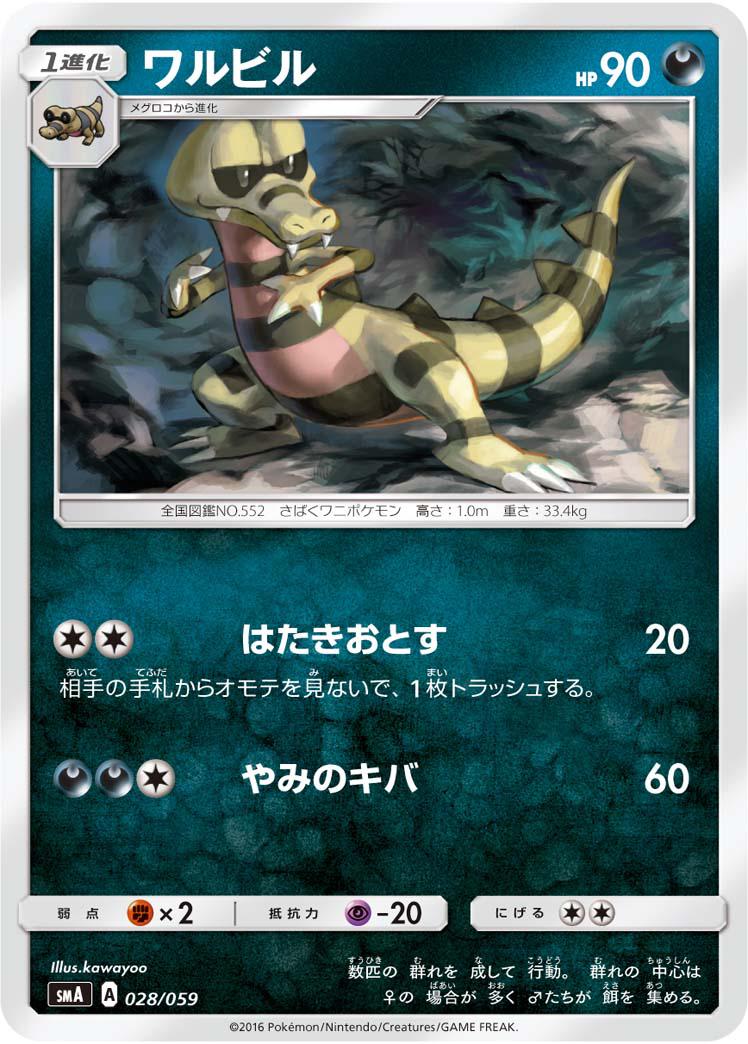 1進化 ワルビル HP 90
メグロコから進化
全国図鑑NO.552 さばくワニポケモン 高さ:1.0m 重さ:33.4kg
はたきおとす 20
相手の手札からオモテを見ないで、1枚トラッシュする。
やみのキバ 60
弱点 ×2 抵抗力 -20 にげる
Illus.kawayoo
数匹の 群れを 成して 行動。 群れの 中心は
♀の 場合が 多く ♂たちが 餌を 集める。
SMA A 028/059
©2016 Pokémon/Nintendo/Creatures/GAME FREAK.